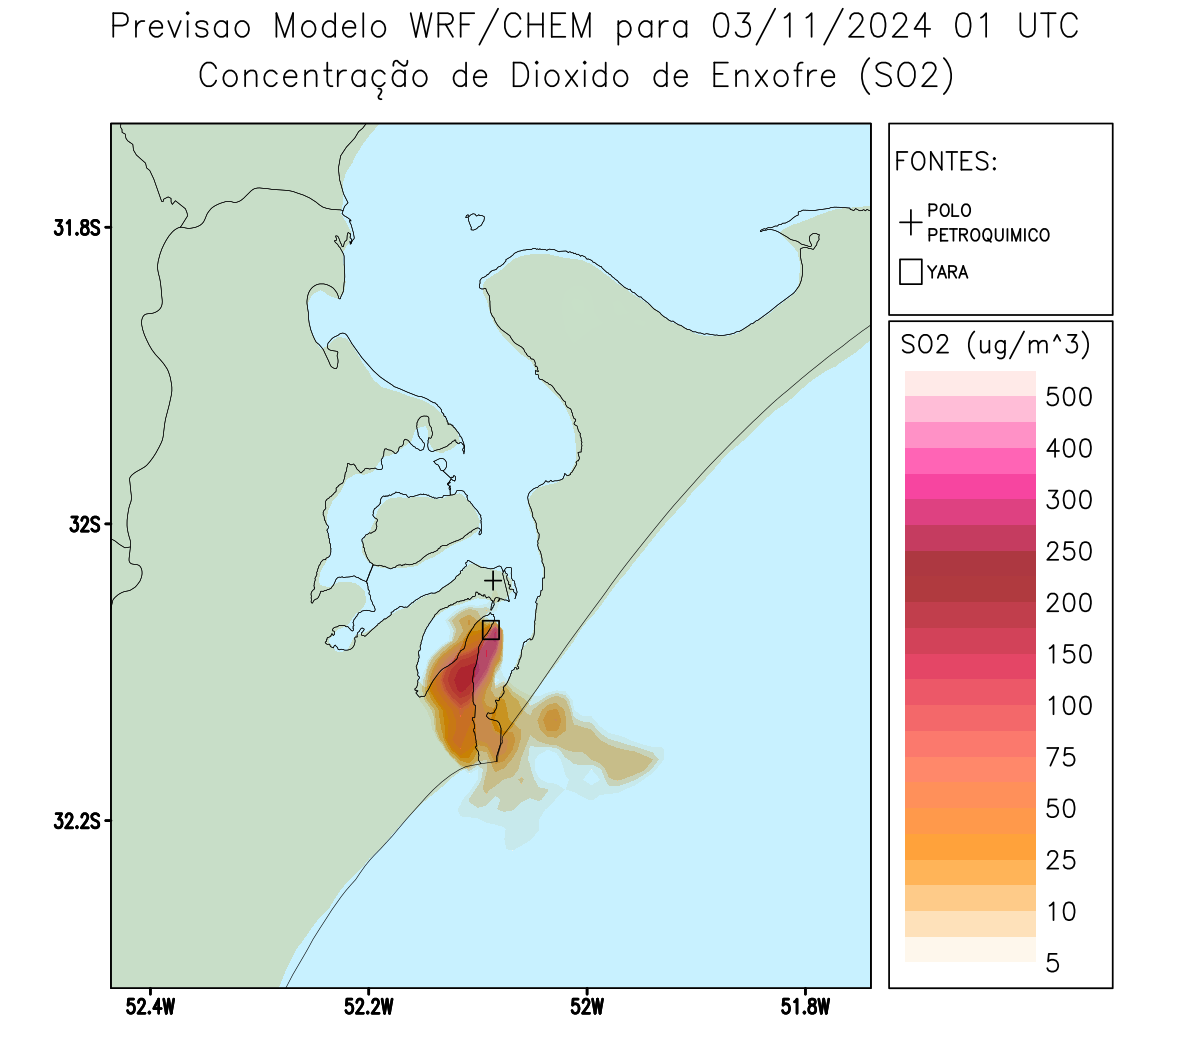 Previsao Modelo WRF/CHEM para 03/11/2024 01 UTC
Concentração de Dioxido de Enxofre (SO2)
FONTES:
POLO
PETROQUIMICO
YARA
31.8S
32S
32.2S
52.4W
52.2W
52W
51.8W
SO2 (ug/m^3)
500
400
300
250
200
150
100
75
50
25
10
5